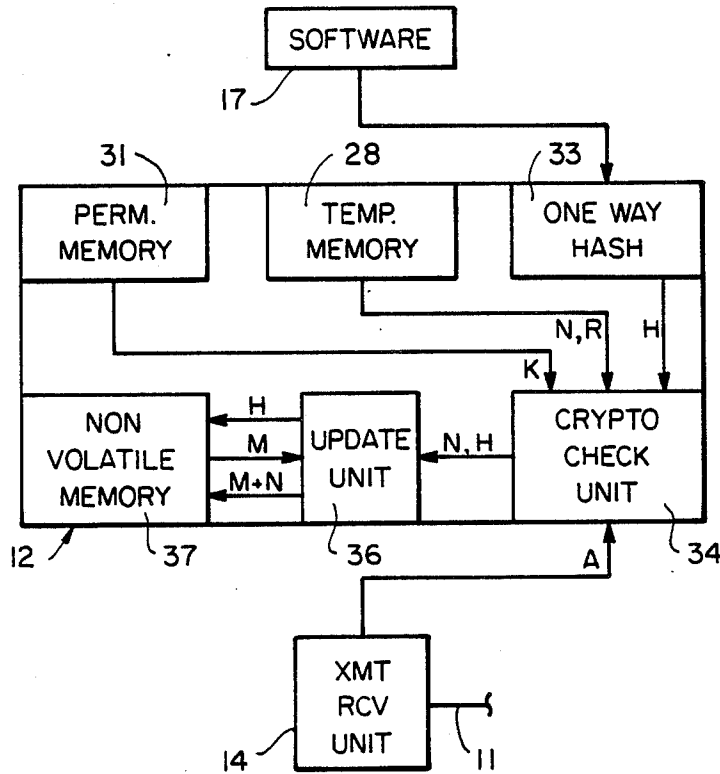 SOFTWARE
17
31
28
33
PERM.
MEMORY
TEMP.
MEMORY
ONE WAY
HASH
N,R
H
K
NON
VOLATILE
MEMORY
H
M
M+N
UPDATE
UNIT
N,H
CRYPTO
CHECK
UNIT
12
37
36
34
A
XMT
RCV
UNIT
14
11